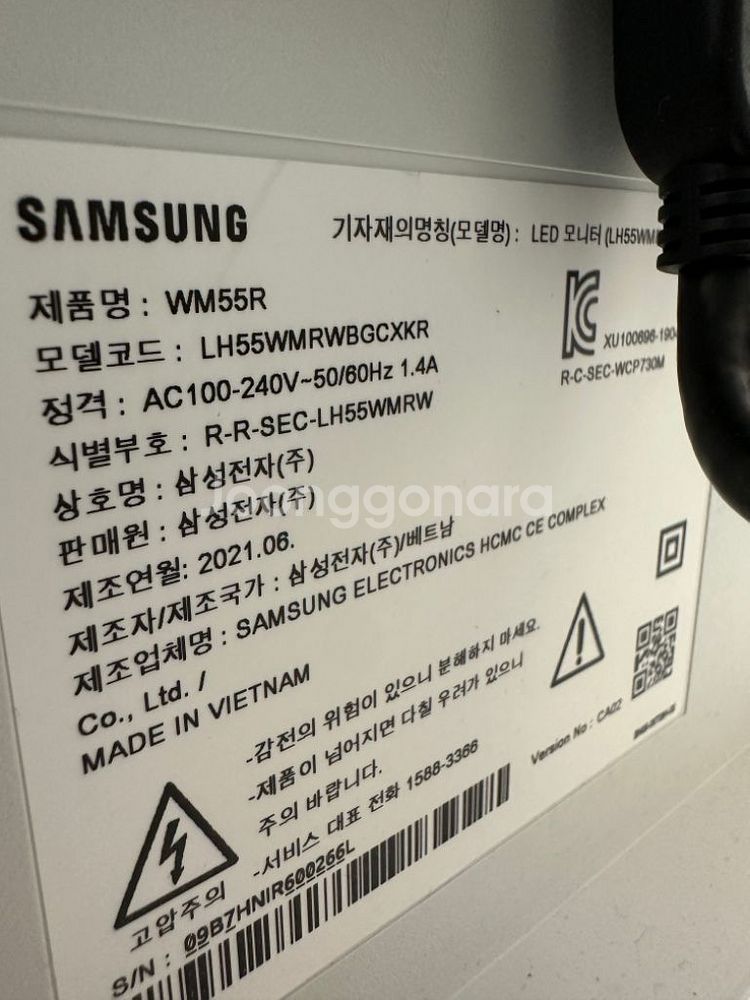 SAMSUNG
기자재의명칭(모델명) : LED 모니터 (LH55WM
제품명 : WM55R
모델코드 : LH55WMRWBGCXKR
정격 : AC100-240V~50/60Hz 1.4A
식별부호 : R-R-SEC-LH55WMRW
XU100696-190
R-C-SEC-WCP730M
상호명 : 삼성전자(주)
판매원 : 삼성전자(주)
Joonggonara
제조연월: 2021.06.
제조자/제조국가 : 삼성전자(주)/베트남
제조업체명 : SAMSUNG ELECTRONICS HCMC CE COMPLEX
Co., Ltd. /
MADE IN VIETNAM
-감전의 위험이 있으니 분해하지 마세요.
-제품이 넘어지면 다칠 우려가 있으니
주의 바랍니다.
-서비스 대표 전화 1588-3366
Version No : CA02
고압주의
S/N : 09B7HNIR600266L